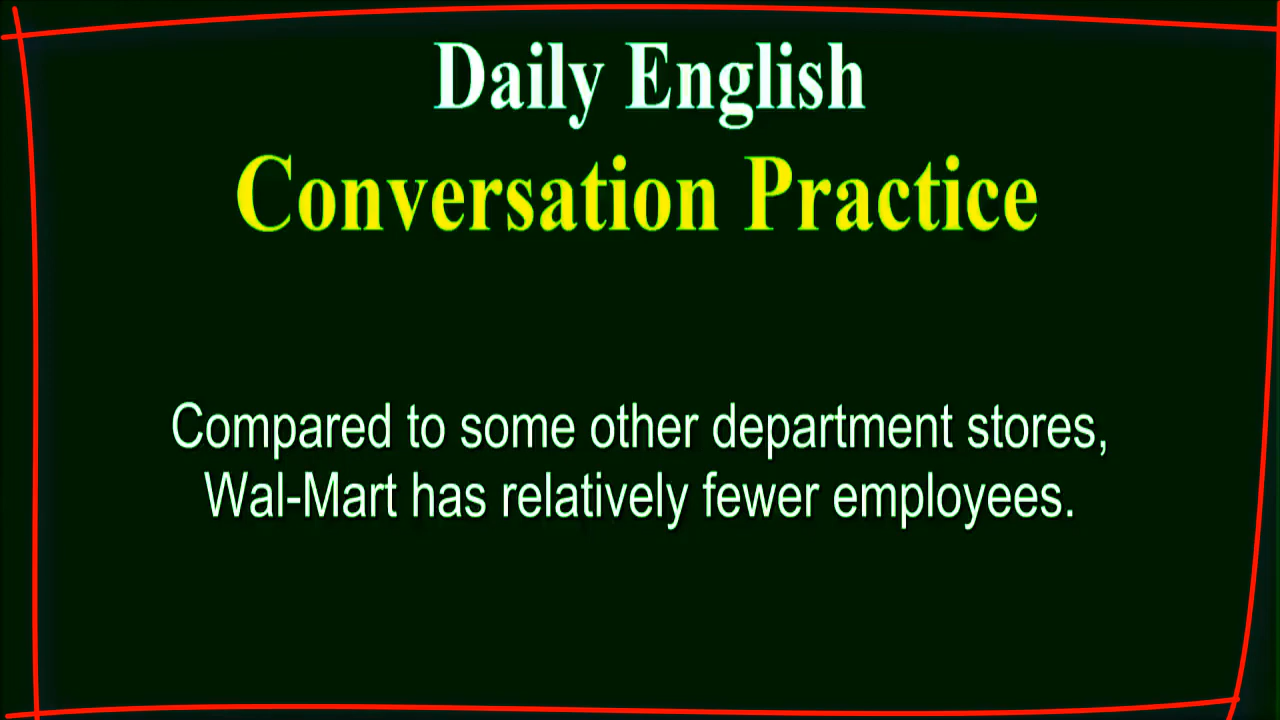 Daily English
Conversation Practice
Compared to some other department stores,
Wal-Mart has relatively fewer employees.